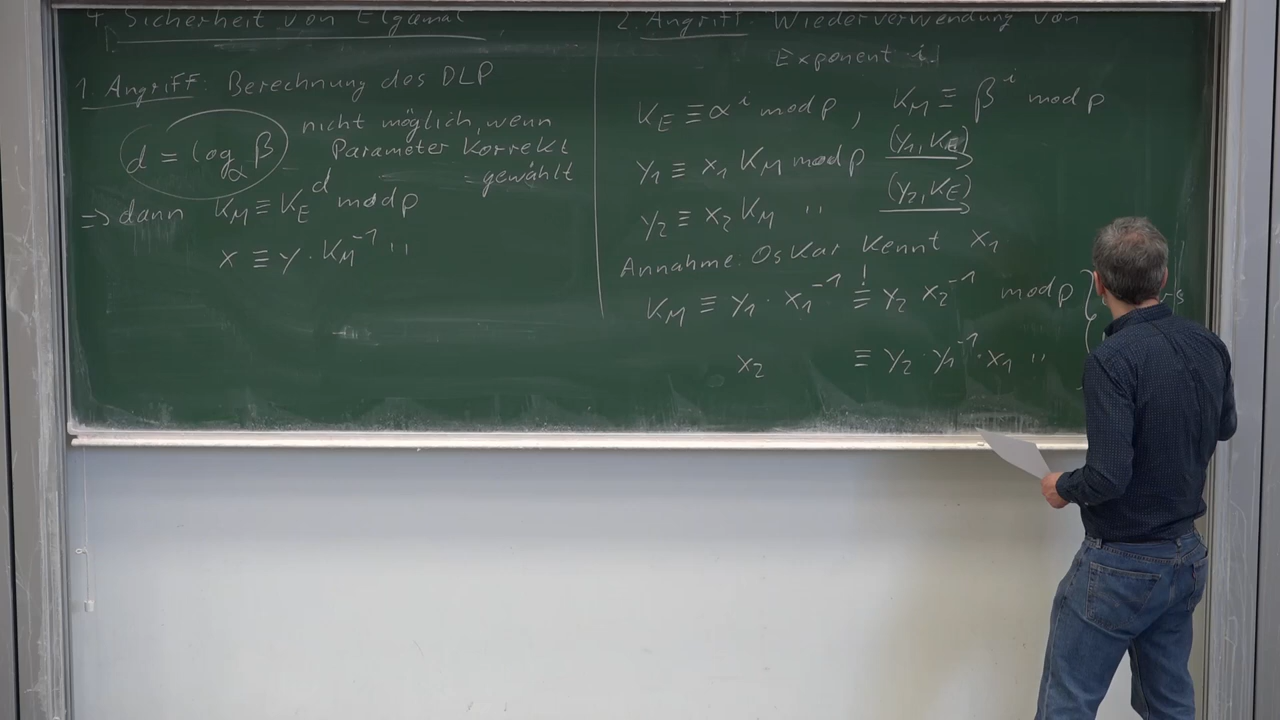 4. Sicherheit von Elgamal
1. Angriff: Berechnung des DLP
d = log_α β
nicht möglich, wenn
Parameter korrekt
gewählt
⇒ dann K_M ≡ K_E^d mod p
x ≡ y · K_M^-1 "
2. Angriff: Wiederverwendung von
Exponent i
K_E ≡ α^i mod p , K_M ≡ β^i mod p
y_1 ≡ x_1 K_M mod p (y_1, K_E)
y_2 ≡ x_2 K_M " (y_2, K_E)
Annahme: Oskar kennt x_1
K_M ≡ y_1 · x_1^-1 ≡! y_2 x_2^-1 mod p
x_2 ≡ y_2 · y_1^-1 · x_1 "